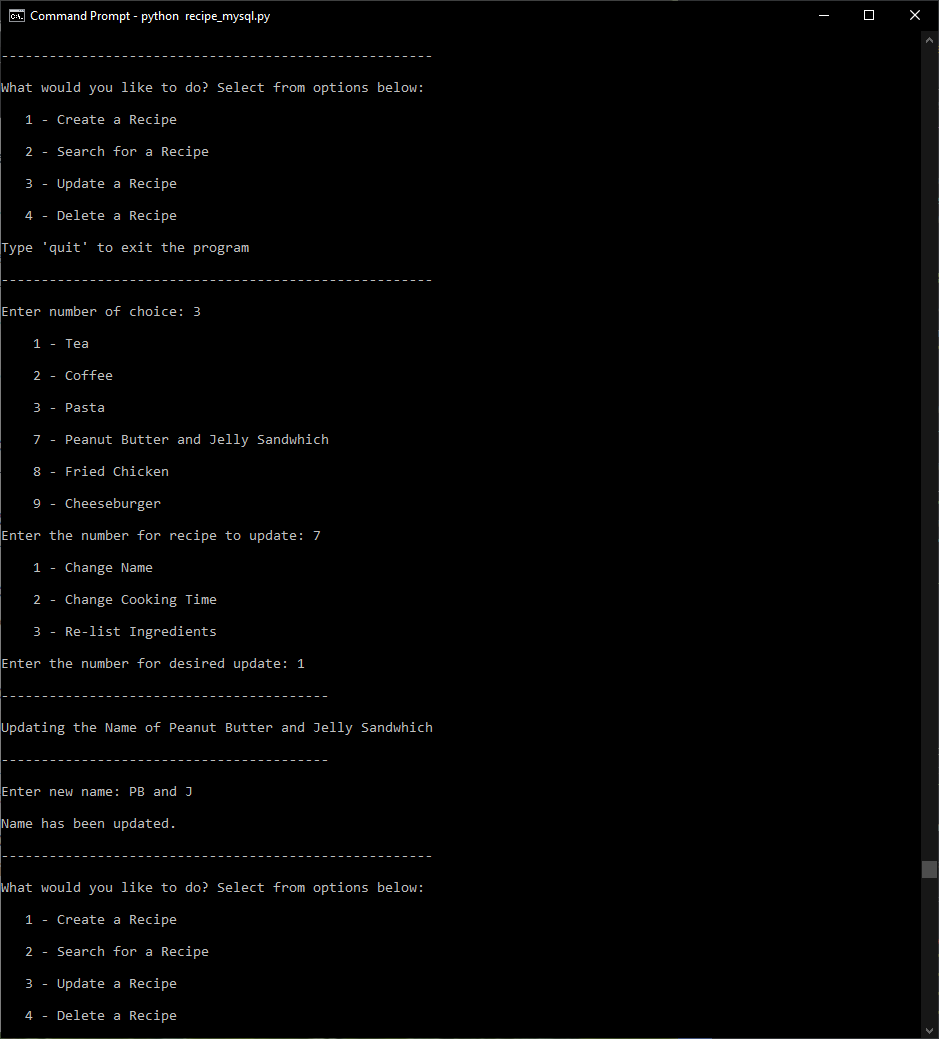 Command Prompt - python  recipe_mysql.py
------------------------------------------------------
What would you like to do? Select from options below:
1 - Create a Recipe
2 - Search for a Recipe
3 - Update a Recipe
4 - Delete a Recipe
Type 'quit' to exit the program
------------------------------------------------------
Enter number of choice: 3
1 - Tea
2 - Coffee
3 - Pasta
7 - Peanut Butter and Jelly Sandwhich
8 - Fried Chicken
9 - Cheeseburger
Enter the number for recipe to update: 7
1 - Change Name
2 - Change Cooking Time
3 - Re-list Ingredients
Enter the number for desired update: 1
-----------------------------------------
Updating the Name of Peanut Butter and Jelly Sandwhich
-----------------------------------------
Enter new name: PB and J
Name has been updated.
------------------------------------------------------
What would you like to do? Select from options below:
1 - Create a Recipe
2 - Search for a Recipe
3 - Update a Recipe
4 - Delete a Recipe